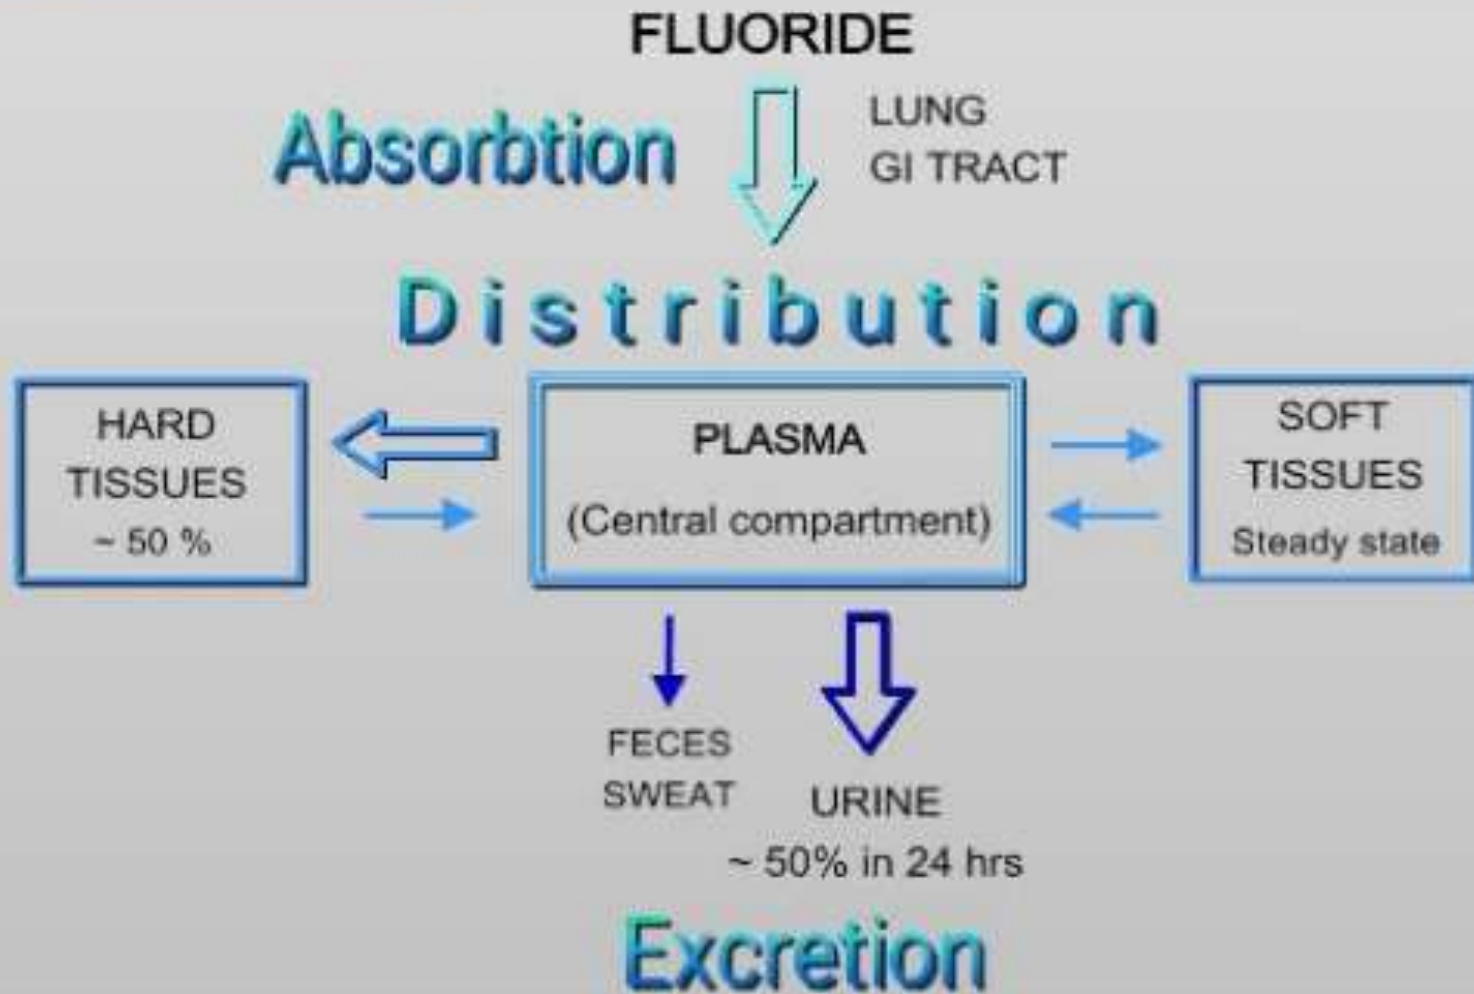 FLUORIDE
Absorbtion
LUNG
GI TRACT
Distribution
HARD
TISSUES
~ 50 %
PLASMA
(Central compartment)
SOFT
TISSUES
Steady state
FECES
SWEAT
URINE
~ 50% in 24 hrs
Excretion